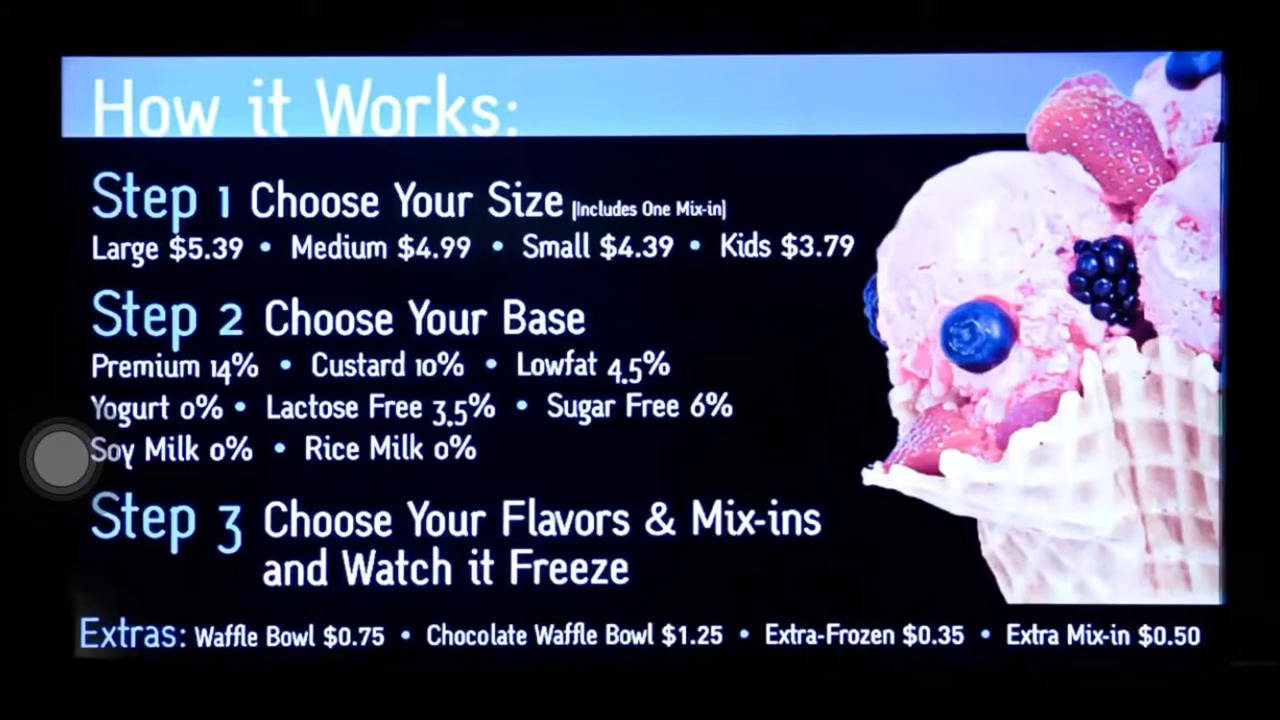 How it Works:
Step 1 Choose Your Size (Includes One Mix-in)
Large $5.39 • Medium $4.99 • Small $4.39 • Kids $3.79
Step 2 Choose Your Base
Premium 14% • Custard 10% • Lowfat 4.5%
Yogurt 0% • Lactose Free 3.5% • Sugar Free 6%
Soy Milk 0% • Rice Milk 0%
Step 3 Choose Your Flavors & Mix-ins
and Watch it Freeze
Extras: Waffle Bowl $0.75 • Chocolate Waffle Bowl $1.25 • Extra-Frozen $0.35 • Extra Mix-in $0.50